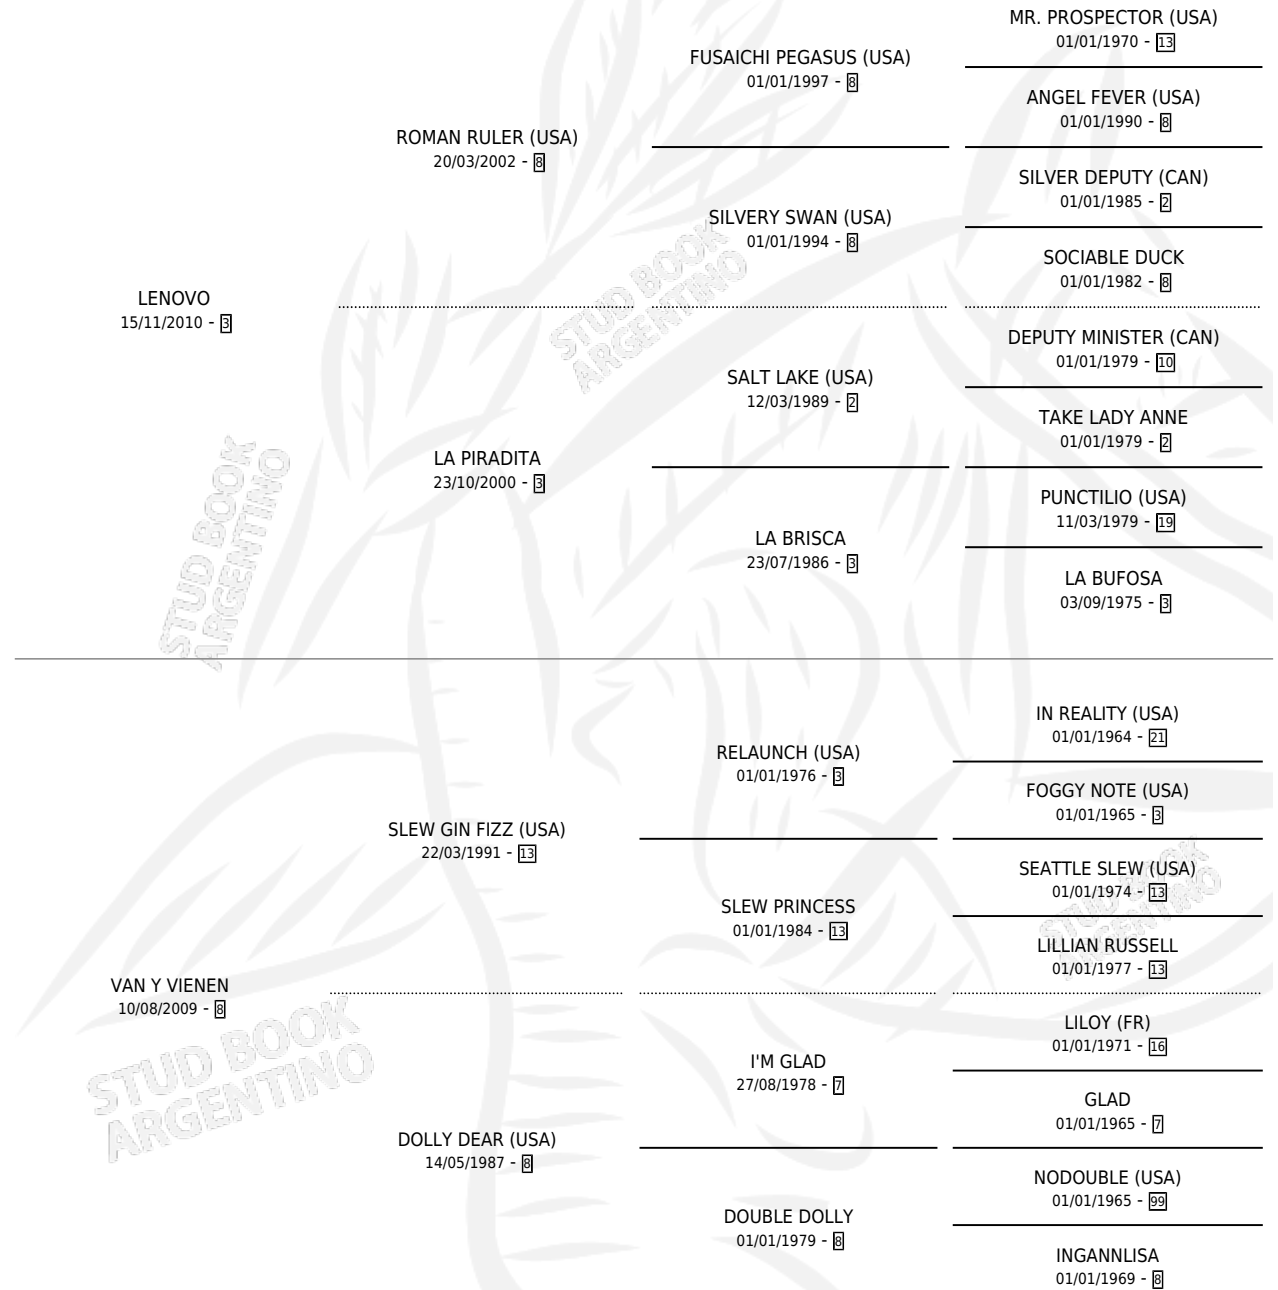 MR. PROSPECTOR (USA)
01/01/1970 - 13
FUSAICHI PEGASUS (USA)
01/01/1997 - 8
ANGEL FEVER (USA)
01/01/1990 - 8
ROMAN RULER (USA)
20/03/2002 - 8
SILVER DEPUTY (CAN)
01/01/1985 - 2
SILVERY SWAN (USA)
01/01/1994 - 8
SOCIABLE DUCK
01/01/1982 - 8
LENOVO
15/11/2010 - 3
DEPUTY MINISTER (CAN)
01/01/1979 - 10
SALT LAKE (USA)
12/03/1989 - 2
TAKE LADY ANNE
01/01/1979 - 2
LA PIRADITA
23/10/2000 - 3
PUNCTILIO (USA)
11/03/1979 - 19
LA BRISCA
23/07/1986 - 3
LA BUFOSA
03/09/1975 - 3
IN REALITY (USA)
01/01/1964 - 21
RELAUNCH (USA)
01/01/1976 - 3
FOGGY NOTE (USA)
01/01/1965 - 3
SLEW GIN FIZZ (USA)
22/03/1991 - 13
SEATTLE SLEW (USA)
01/01/1974 - 13
SLEW PRINCESS
01/01/1984 - 13
LILLIAN RUSSELL
01/01/1977 - 13
VAN Y VIENEN
10/08/2009 - 8
LILOY (FR)
01/01/1971 - 16
I'M GLAD
27/08/1978 - 7
GLAD
01/01/1965 - 7
DOLLY DEAR (USA)
14/05/1987 - 8
NODOUBLE (USA)
01/01/1965 - 99
DOUBLE DOLLY
01/01/1979 - 8
INGANNLISA
01/01/1969 - 8
STUD BOOK
ARGENTINO
STUD BOOK
ARGENTINO
STUD BOOK
ARGENTINO
STUD BOOK
ARGENTINO